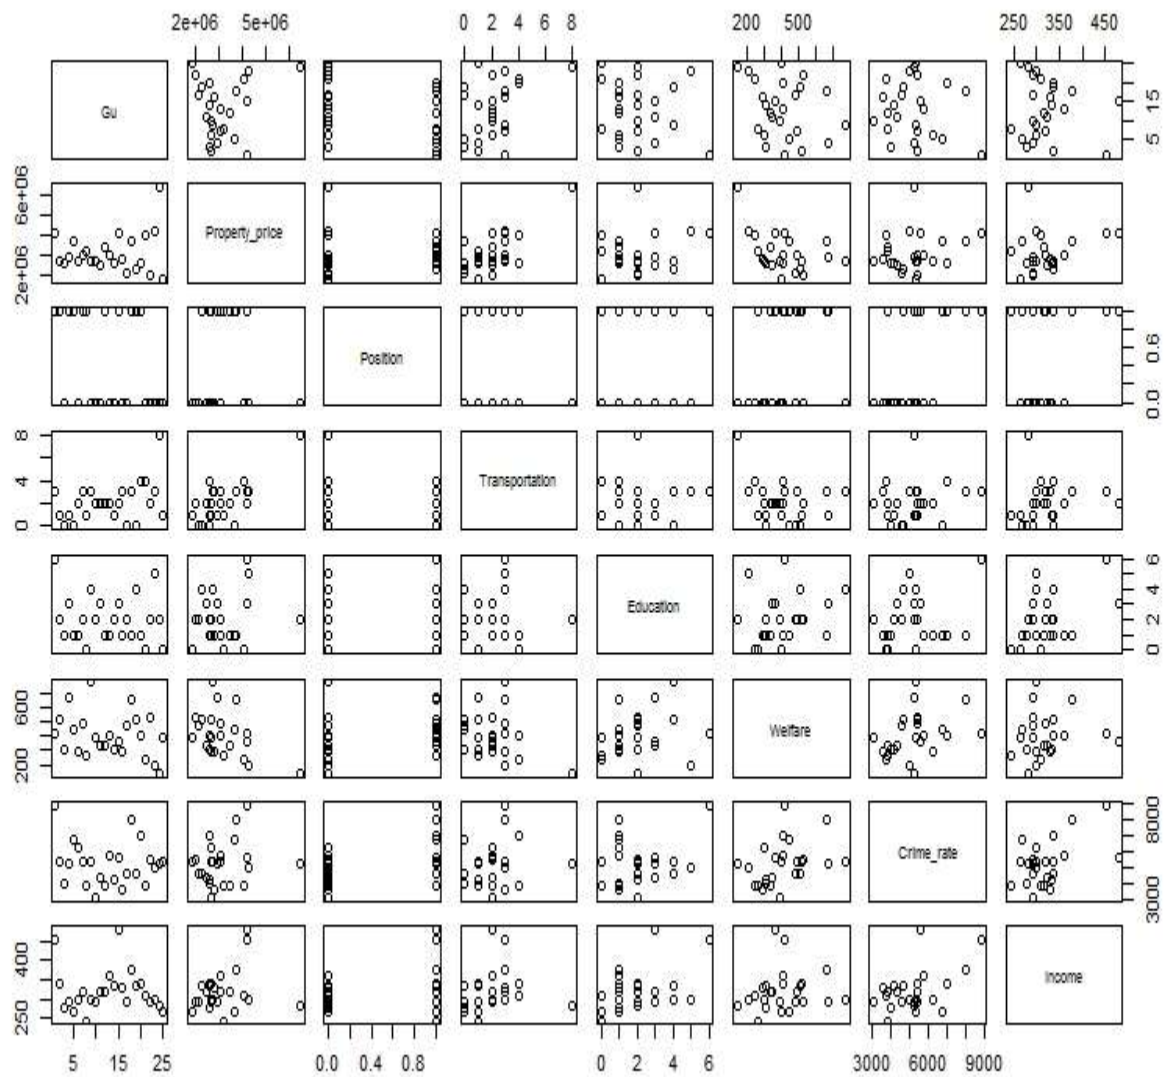 2e+06 5e+06
0 2 4 6 8
200 500
250 350 450
Gu
5 15
2e+06 6e+06
Property_price
Position
0.0 0.6
0 4 8
Transportation
Education
0 2 4 6
200 600
Welfare
Crime_rate
3000 8000
250 400
Income
5 15 25
0.0 0.4 0.8
0 2 4 6
3000 6000 9000